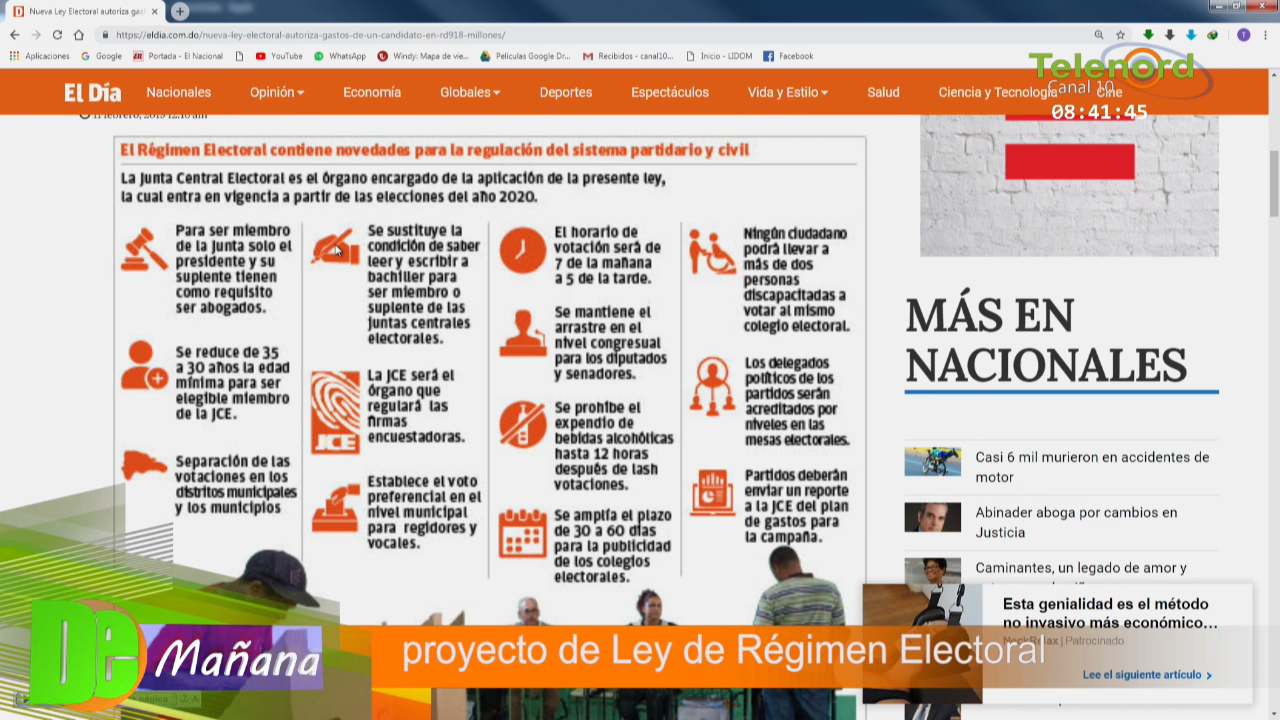 Nueva Ley Electoral autoriza gas
https://eldia.com.do/nueva-ley-electoral-autoriza-gastos-de-un-candidato-en-rd918-millones/
Aplicaciones
Google
Portada - El Nacional
YouTube
WhatsApp
Windy: Mapa de vie...
Peliculas Google Dr...
Recibidos - canal10...
Inicio - LIDOM
Facebook
Telenord
Canal 10
08:41:45
El Día
Nacionales
Opinión
Economía
Globales
Deportes
Espectáculos
Vida y Estilo
Salud
Ciencia y Tecnología
Cine
11 febrero, 2019 12:10 am
El Régimen Electoral contiene novedades para la regulación del sistema partidario y civil
La Junta Central Electoral es el órgano encargado de la aplicación de la presente ley,
la cual entra en vigencia a partir de las elecciones del año 2020.
Para ser miembro
de la Junta solo el
presidente y su
suplente tienen
como requisito
ser abogados.
Se reduce de 35
a 30 años la edad
mínima para ser
elegible miembro
de la JCE.
Separación de las
votaciones en los
distritos municipales
y los municipios
Se sustituye la
condición de saber
leer y escribir a
bachiller para
ser miembro o
suplente de las
juntas centrales
electorales.
JCE
La JCE será el
órgano que
regulará las
firmas
encuestadoras.
Establece el voto
preferencial en el
nivel municipal
para regidores y
vocales.
El horario de
votación será de
7 de la mañana
a 5 de la tarde.
Se mantiene el
arrastre en el
nivel congresual
para los diputados
y senadores.
Se prohíbe el
expendio de
bebidas alcohólicas
hasta 12 horas
después de lash
votaciones.
Se amplía el plazo
de 30 a 60 días
para la publicidad
de los colegios
electorales.
Ningún ciudadano
podrá llevar a
más de dos
personas
discapacitadas a
votar al mismo
colegio electoral.
Los delegados
políticos de los
partidos serán
acreditados por
niveles en las
mesas electorales.
Partidos deberán
enviar un reporte
a la JCE del plan
de gastos para
la campaña.
MÁS EN
NACIONALES
Casi 6 mil murieron en accidentes de
motor
Abinader aboga por cambios en
Justicia
Caminantes, un legado de amor y
Esta genialidad es el método
no invasivo más económico...
NeckRelax | Patrocinado
Lee el siguiente artículo
De
Mañana
proyecto de Ley de Régimen Electoral